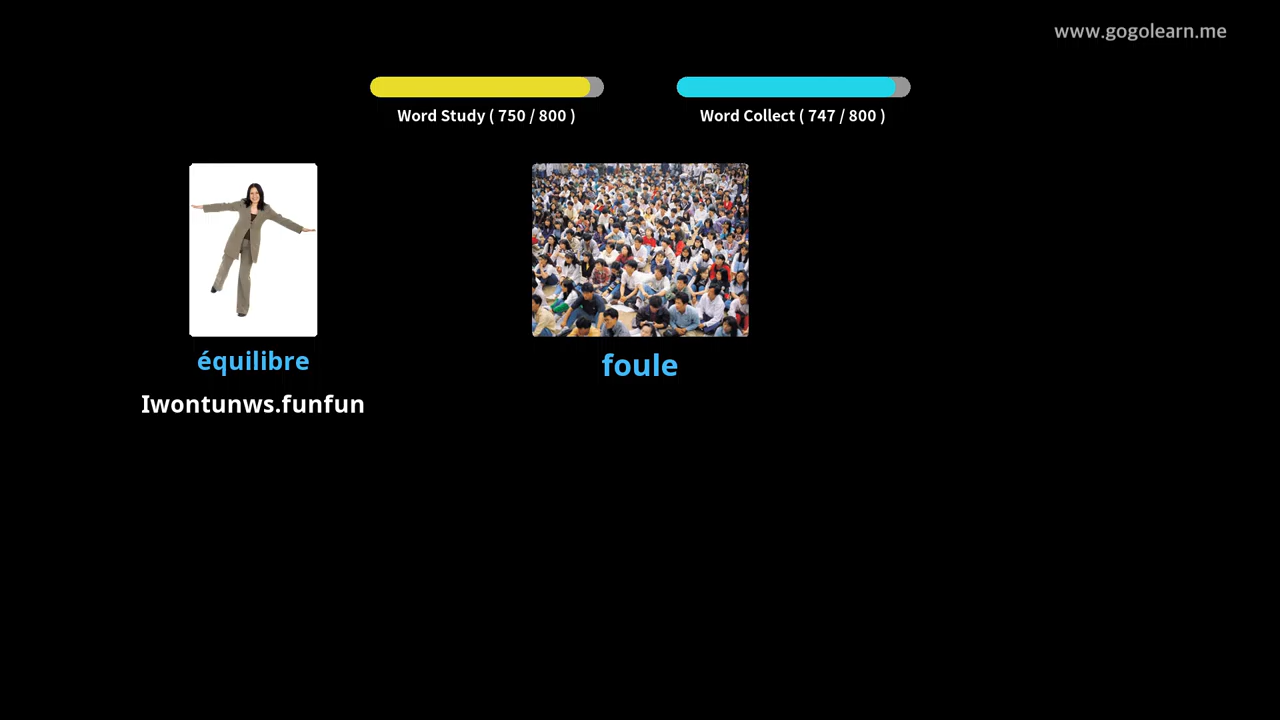 www.gogolearn.me
Word Study ( 750 / 800 )
Word Collect ( 747 / 800 )
équilibre
foule
Iwontunws.funfun